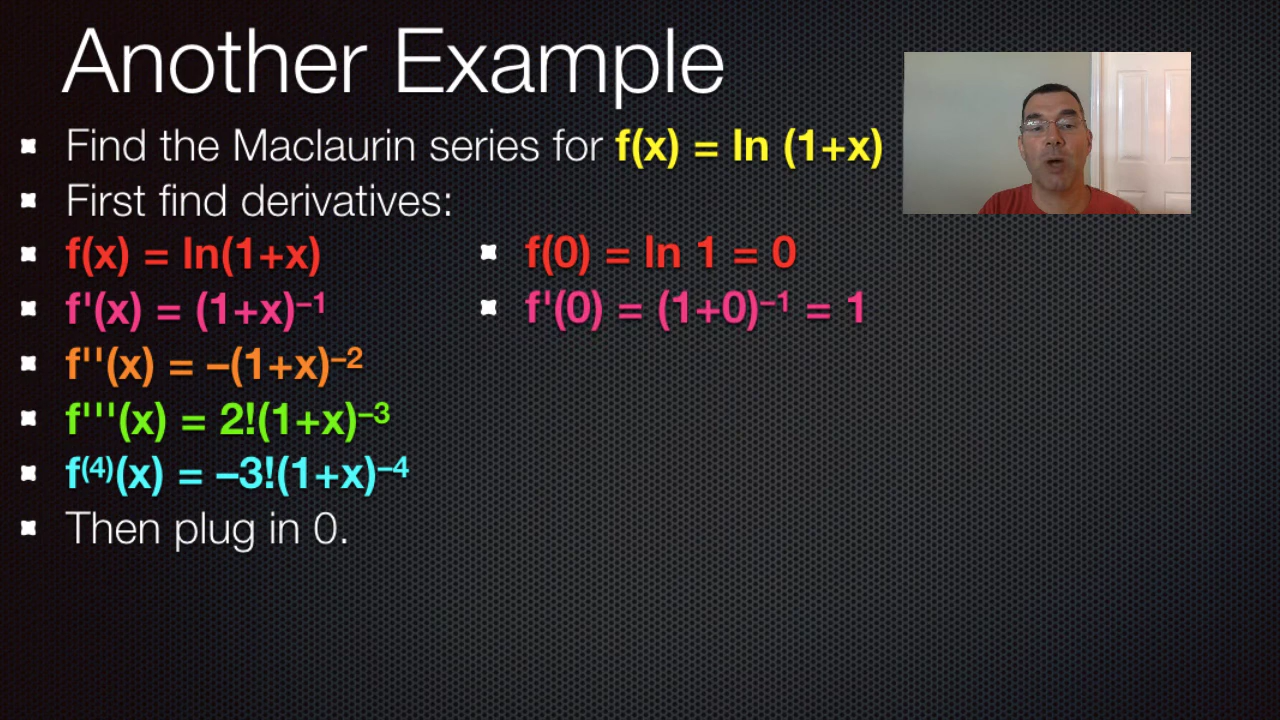 Another Example
Find the Maclaurin series for f(x) = ln (1+x)
First find derivatives:
f(x) = ln(1+x)
f(0) = ln 1 = 0
f'(x) = (1+x)⁻¹
f'(0) = (1+0)⁻¹ = 1
f''(x) = –(1+x)⁻²
f'''(x) = 2!(1+x)⁻³
f⁽⁴⁾(x) = –3!(1+x)⁻⁴
Then plug in 0.